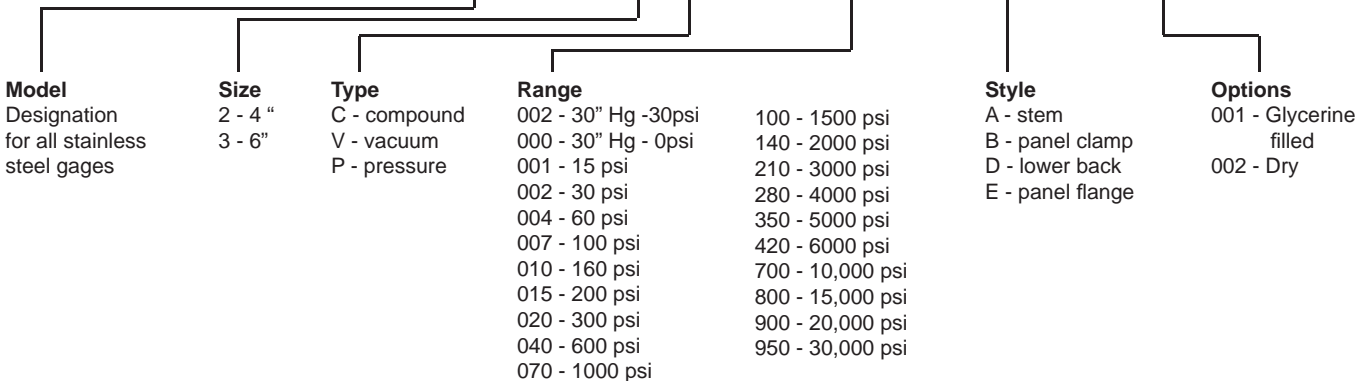 Model
Designation
for all stainless
steel gages
Size
2 - 4 “
3 - 6”
Type
C - compound
V - vacuum
P - pressure
Range
002 - 30” Hg -30psi
000 - 30” Hg - 0psi
001 - 15 psi
002 - 30 psi
004 - 60 psi
007 - 100 psi
010 - 160 psi
015 - 200 psi
020 - 300 psi
040 - 600 psi
070 - 1000 psi
100 - 1500 psi
140 - 2000 psi
210 - 3000 psi
280 - 4000 psi
350 - 5000 psi
420 - 6000 psi
700 - 10,000 psi
800 - 15,000 psi
900 - 20,000 psi
950 - 30,000 psi
Style
A - stem
B - panel clamp
D - lower back
E - panel flange
Options
001 - Glycerine
filled
002 - Dry